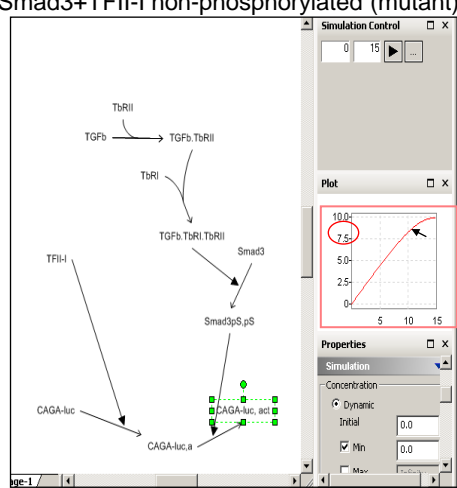 Smad3+TFII-I non-phosphorylated (mutant)
Simulation Control
0 15 ...
TbRII
TGFb TGFb.TbRII
TbRI
TGFb.TbRI.TbRII
Smad3
TFII-I
Smad3pS,pS
CAGA-luc CAGA-luc, act
CAGA-luc,a
Plot
10.0
7.5
5.0
2.5
0
5 10 15
Properties
Simulation
Concentration
Dynamic
Initial 0.0
Min 0.0
Max
age-1